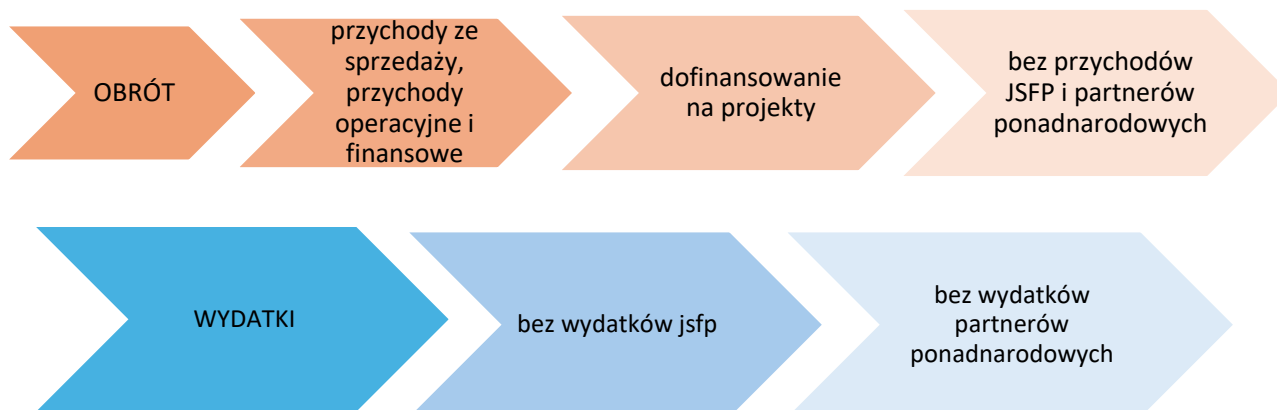 OBRÓT
przychody ze
sprzedaży,
przychody
operacyjne i
finansowe
dofinansowanie
na projekty
bez przychodów
JSFP i partnerów
ponadnarodowych
WYDATKI
bez wydatków jsfp
bez wydatków
partnerów
ponadnarodowych